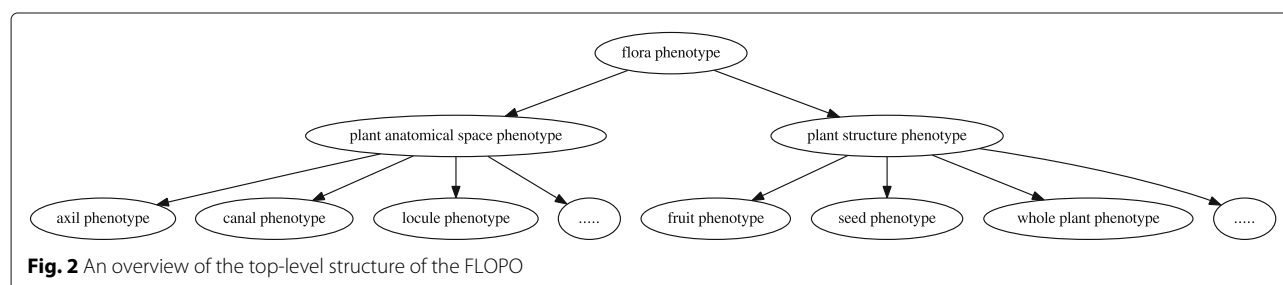 flora phenotype
plant anatomical space phenotype
plant structure phenotype
axil phenotype
canal phenotype
locule phenotype
.....
fruit phenotype
seed phenotype
whole plant phenotype
.....
Fig. 2 An overview of the top-level structure of the FLOPO